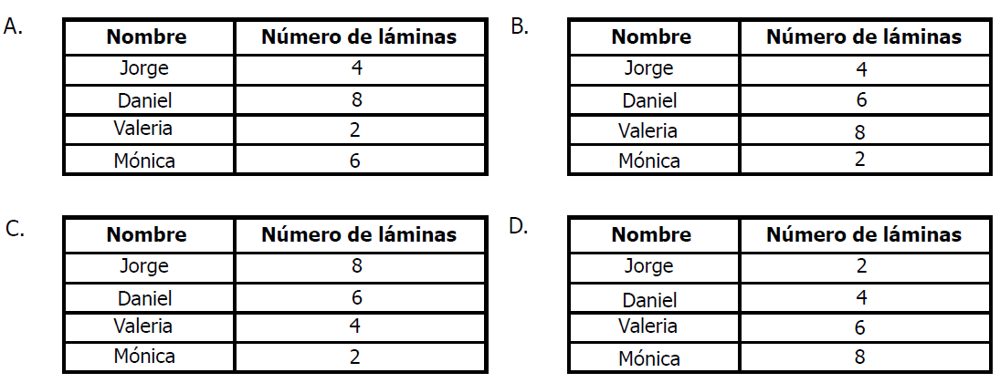 A.
Nombre Número de láminas
Jorge 4
Daniel 8
Valeria 2
Mónica 6
B.
Nombre Número de láminas
Jorge 4
Daniel 6
Valeria 8
Mónica 2
C.
Nombre Número de láminas
Jorge 8
Daniel 6
Valeria 4
Mónica 2
D.
Nombre Número de láminas
Jorge 2
Daniel 4
Valeria 6
Mónica 8